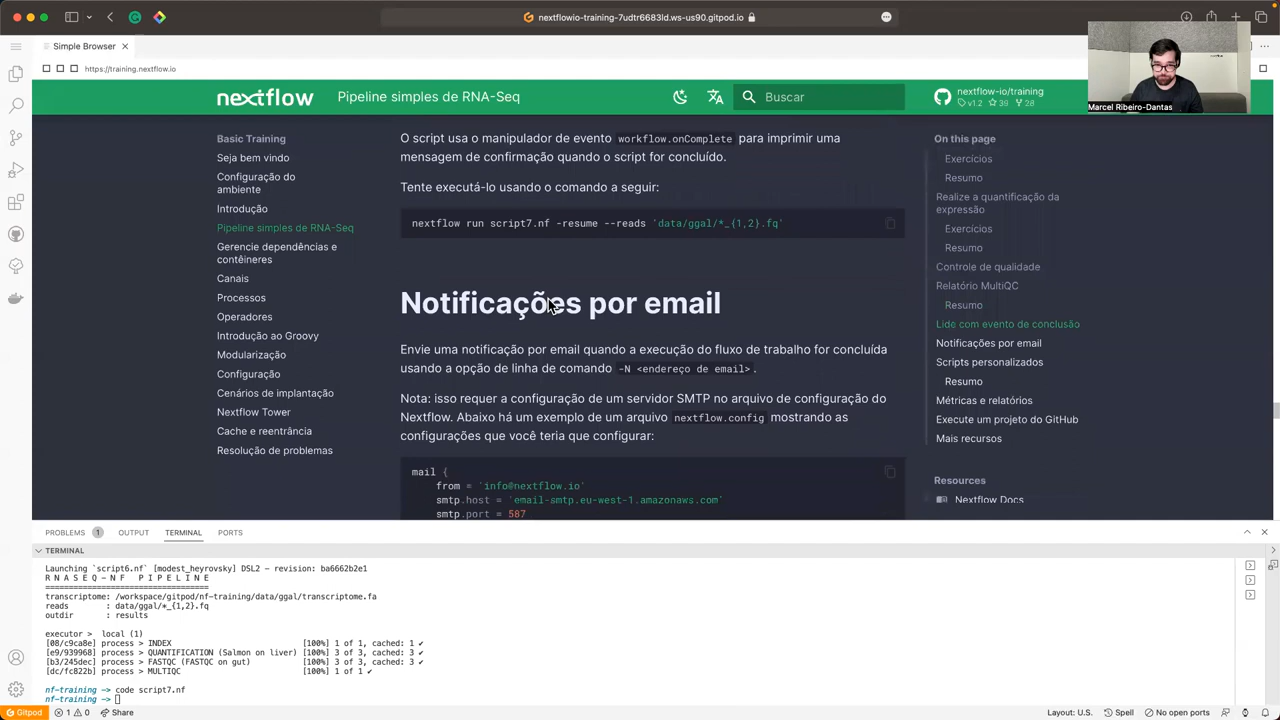 nextflowio-training-7udtr6683ld.ws-us90.gitpod.io
Simple Browser
https://training.nextflow.io
Marcel Ribeiro-Dantas
nextflow
Pipeline simples de RNA-Seq
Buscar
nextflow-io/training
v1.2 39 28
Basic Training
Seja bem vindo
Configuração do
ambiente
Introdução
Pipeline simples de RNA-Seq
Gerencie dependências e
contêineres
Canais
Processos
Operadores
Introdução ao Groovy
Modularização
Configuração
Cenários de implantação
Nextflow Tower
Cache e reentrância
Resolução de problemas
O script usa o manipulador de evento workflow.onComplete para imprimir uma
mensagem de confirmação quando o script for concluído.
Tente executá-lo usando o comando a seguir:
nextflow run script7.nf -resume --reads 'data/ggal/*_{1,2}.fq'
Notificações por email
Envie uma notificação por email quando a execução do fluxo de trabalho for concluída
usando a opção de linha de comando -N <endereço de email>.
Nota: isso requer a configuração de um servidor SMTP no arquivo de configuração do
Nextflow. Abaixo há um exemplo de um arquivo nextflow.config mostrando as
configurações que você teria que configurar:
mail {
from = 'info@nextflow.io'
smtp.host = 'email-smtp.eu-west-1.amazonaws.com'
smtp.port = 587
On this page
Exercícios
Resumo
Realize a quantificação da
expressão
Exercícios
Resumo
Controle de qualidade
Relatório MultiQC
Resumo
Lide com evento de conclusão
Notificações por email
Scripts personalizados
Resumo
Métricas e relatórios
Execute um projeto do GitHub
Mais recursos
Resources
Nextflow Docs
PROBLEMS 1 OUTPUT TERMINAL PORTS
TERMINAL
Launching `script6.nf` [modest_heyrovsky] DSL2 - revision: ba6662b2e1
R N A S E Q - N F   P I P E L I N E
===================================
transcriptome: /workspace/gitpod/nf-training/data/ggal/transcriptome.fa
reads : data/ggal/*_{1,2}.fq
outdir : results
executor > local (1)
[08/c9ca8e] process > INDEX [100%] 1 of 1, cached: 1 ✔
[e9/939968] process > QUANTIFICATION (Salmon on liver) [100%] 3 of 3, cached: 3 ✔
[b3/245dec] process > FASTQC (FASTQC on gut) [100%] 3 of 3, cached: 3 ✔
[dc/fc822b] process > MULTIQC [100%] 1 of 1 ✔
nf-training -> code script7.nf
nf-training ->
Gitpod 1 0 Share Layout: U.S. Spell No open ports